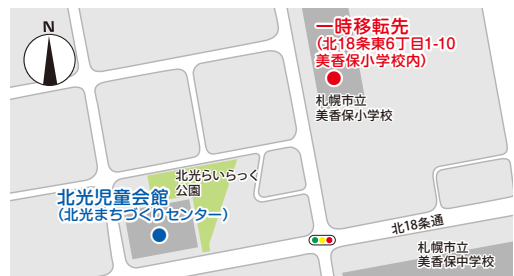 N
一時移転先
(北18条東6丁目1-10
美香保小学校内)
札幌市立
美香保小学校
北光らいらっく
公園
北光児童会館
(北光まちづくりセンター)
北18条通
札幌市立
美香保中学校